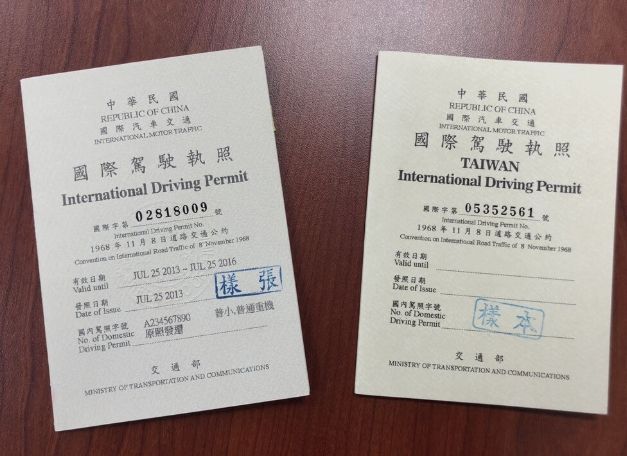 中華民國
REPUBLIC OF CHINA
國際汽車交通
INTERNATIONAL MOTOR TRAFFIC
國際駕駛執照
International Driving Permit
國際字第 02818009 號
International Driving Permit No.
1968 年 11 月 8 日道路交通公約
Convention on International Road Traffic of 8 November 1968
有效日期
Valid until JUL 25 2013 – JUL 25 2016
發照日期
Date of Issue JUL 25 2013
樣張
國內駕照字號 A234567890 普小,普通重機
No. of Domestic 原照發還
Driving Permit
交通部
MINISTRY OF TRANSPORTATION AND COMMUNICATIONS
中華民國
REPUBLIC OF CHINA
國際汽車交通
INTERNATIONAL MOTOR TRAFFIC
國際駕駛執照
TAIWAN
International Driving Permit
國際字第 05352561 號
International Driving Permit No.
1968 年 11 月 8 日道路交通公約
Convention on International Road Traffic of 8 November 1968
有效日期
Valid until
發照日期
Date of Issue
國內駕照字號
No. of Domestic
Driving Permit
樣本
交通部
MINISTRY OF TRANSPORTATION AND COMMUNICATIONS